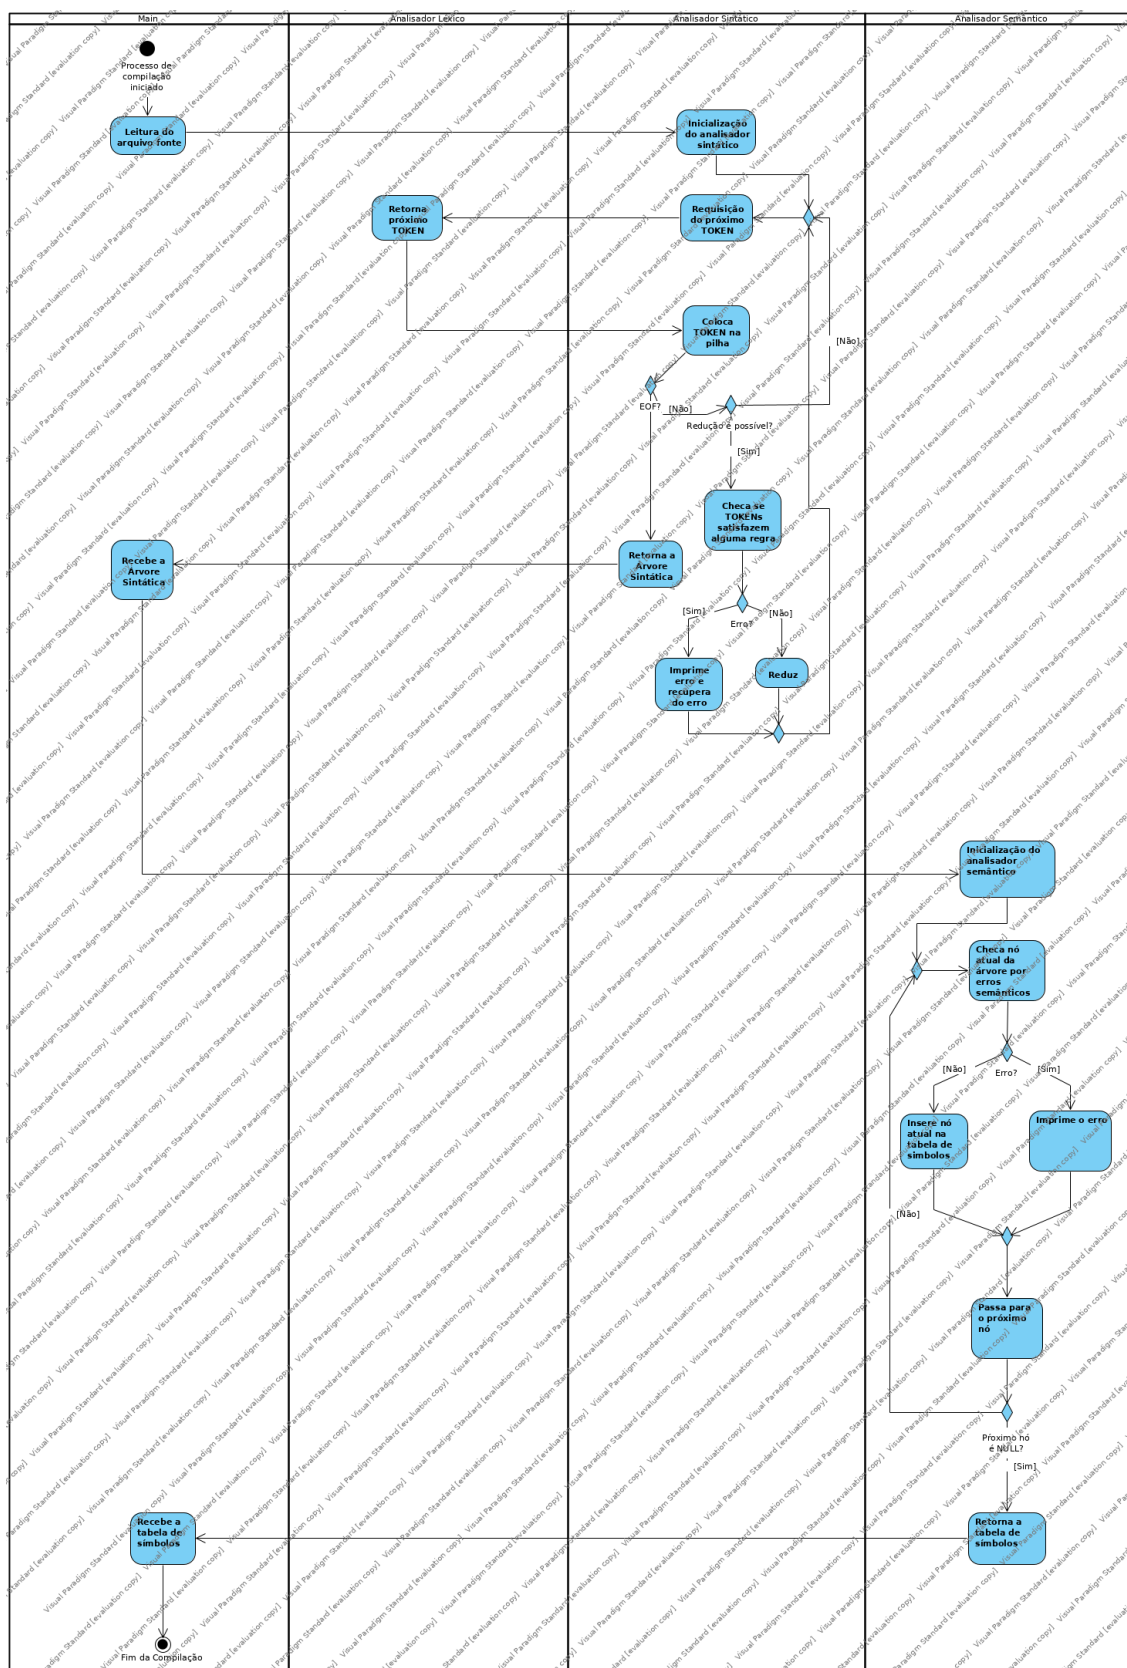 Main
Analisador Léxico
Analisador Sintático
Analisador Semântico
Processo de
compilação
iniciado
Leitura do
arquivo fonte
Inicialização
do analisador
sintático
Retorna
próximo
TOKEN
Requisição
do próximo
TOKEN
Coloca
TOKEN na
pilha
[Não]
EOF?
[Não]
Redução é possível?
[Sim]
Checa se
TOKENs
satisfazem
alguma regra
Recebe a
Árvore
Sintática
Retorna a
Árvore
Sintática
[Sim]
[Não]
Erro?
Imprime
erro e
recupera
do erro
Reduz
Inicialização do
analisador
semântico
Checa nó
atual da
árvore por
erros
semânticos
[Não]
Erro?
[Sim]
Insere nó
atual na
tabela de
símbolos
Imprime o erro
[Não]
Passa para
o próximo
nó
Próximo nó
é NULL?
[Sim]
Recebe a
tabela de
símbolos
Retorna a
tabela de
símbolos
Fim da Compilação
Visual Paradigm Standard [evaluation copy]